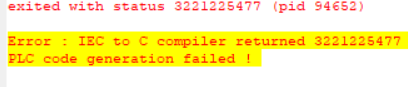 exited with status 3221225477 (pid 94652)
Error : IEC to C compiler returned 3221225477
PLC code generation failed !